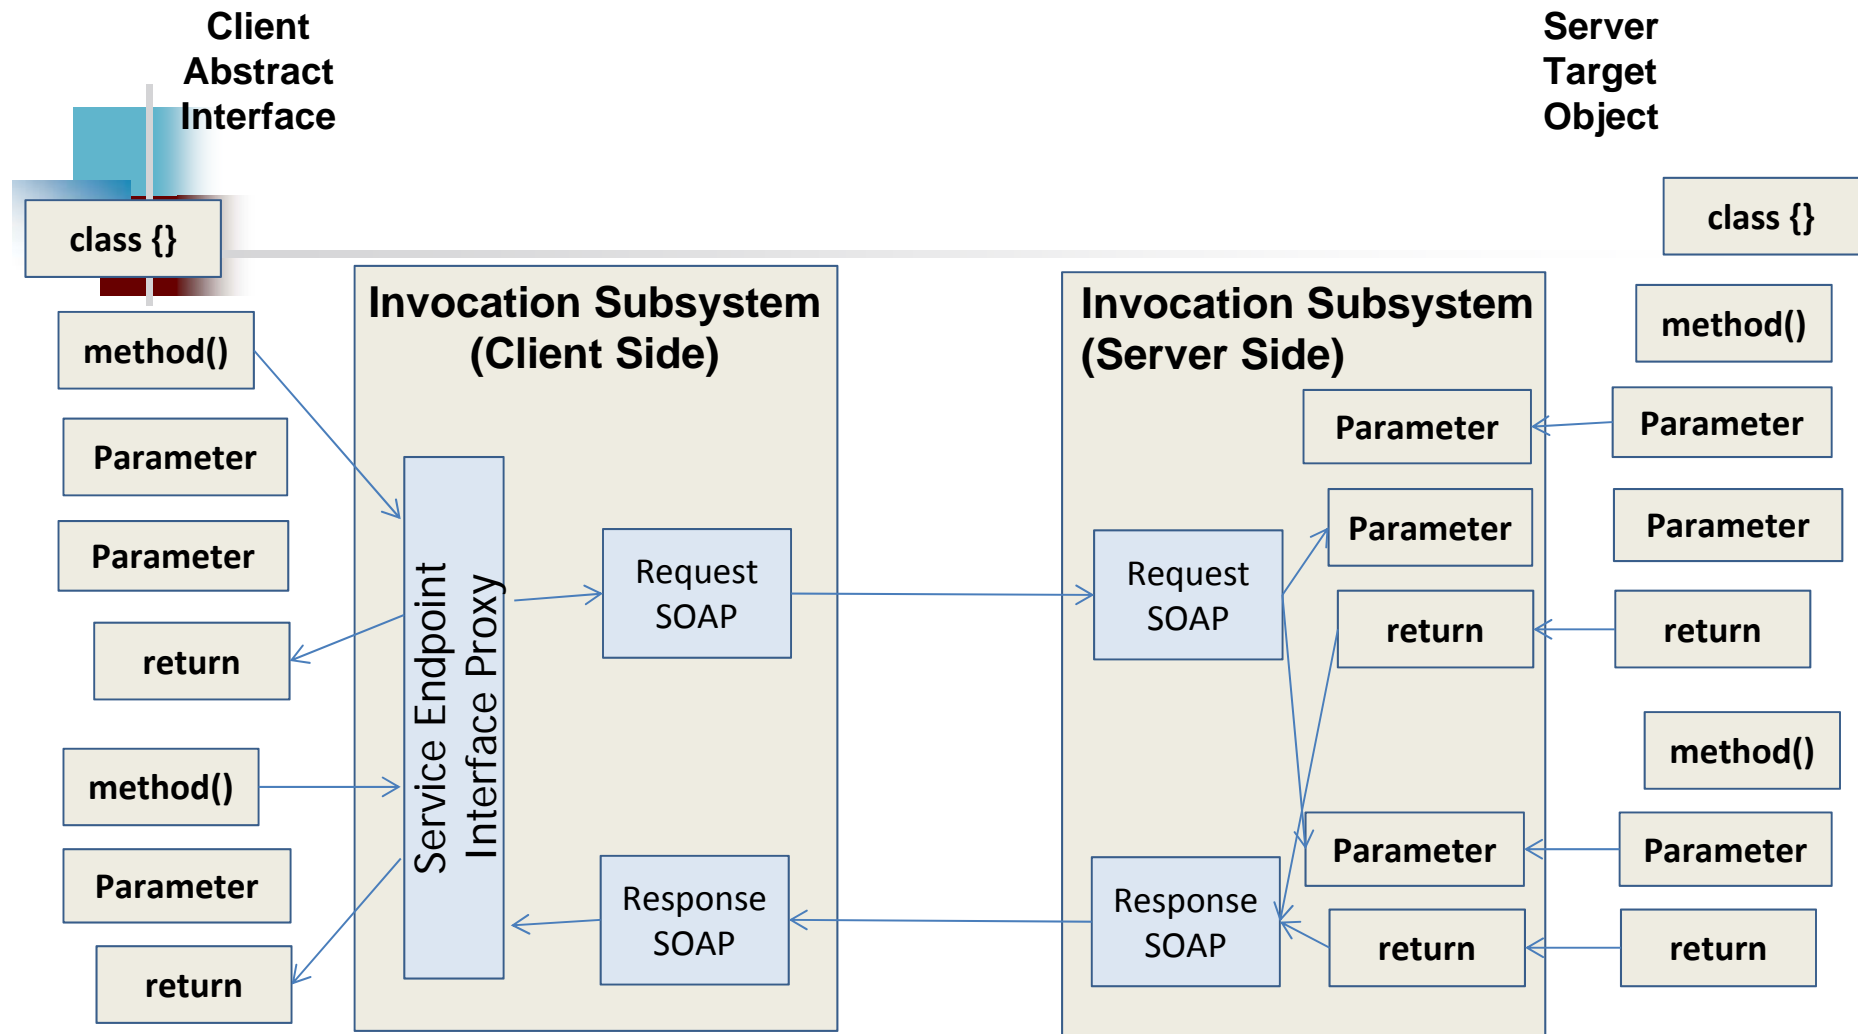 Client
Abstract
Interface
Server
Target
Object
class {}
method()
Parameter
Parameter
return
method()
Parameter
return
Invocation Subsystem
(Client Side)
Service Endpoint
Interface Proxy
Request
SOAP
Response
SOAP
Invocation Subsystem
(Server Side)
Request
SOAP
Response
SOAP
Parameter
Parameter
return
Parameter
return
class {}
method()
Parameter
Parameter
return
method()
Parameter
return